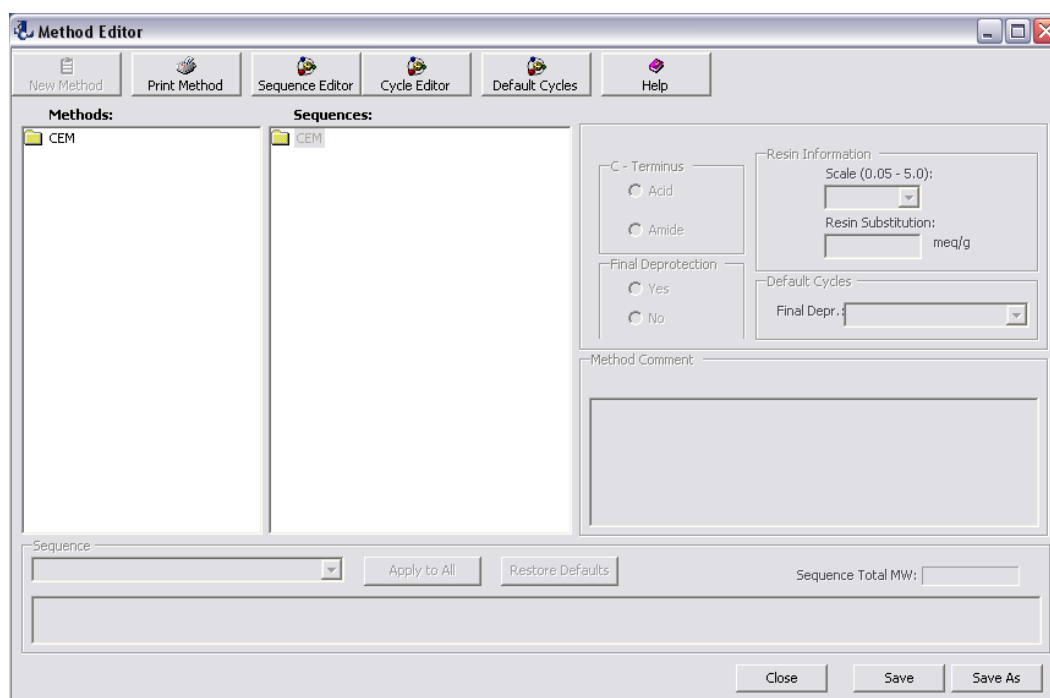 Method Editor
New Method Print Method Sequence Editor Cycle Editor Default Cycles Help
Methods: Sequences:
CEM CEM
C - Terminus
Acid
Amide
Resin Information
Scale (0.05 - 5.0):
Resin Substitution:
meq/g
Final Deprotection
Yes
No
Default Cycles
Final Depr.:
Method Comment
Sequence
Apply to All Restore Defaults Sequence Total MW:
Close Save Save As